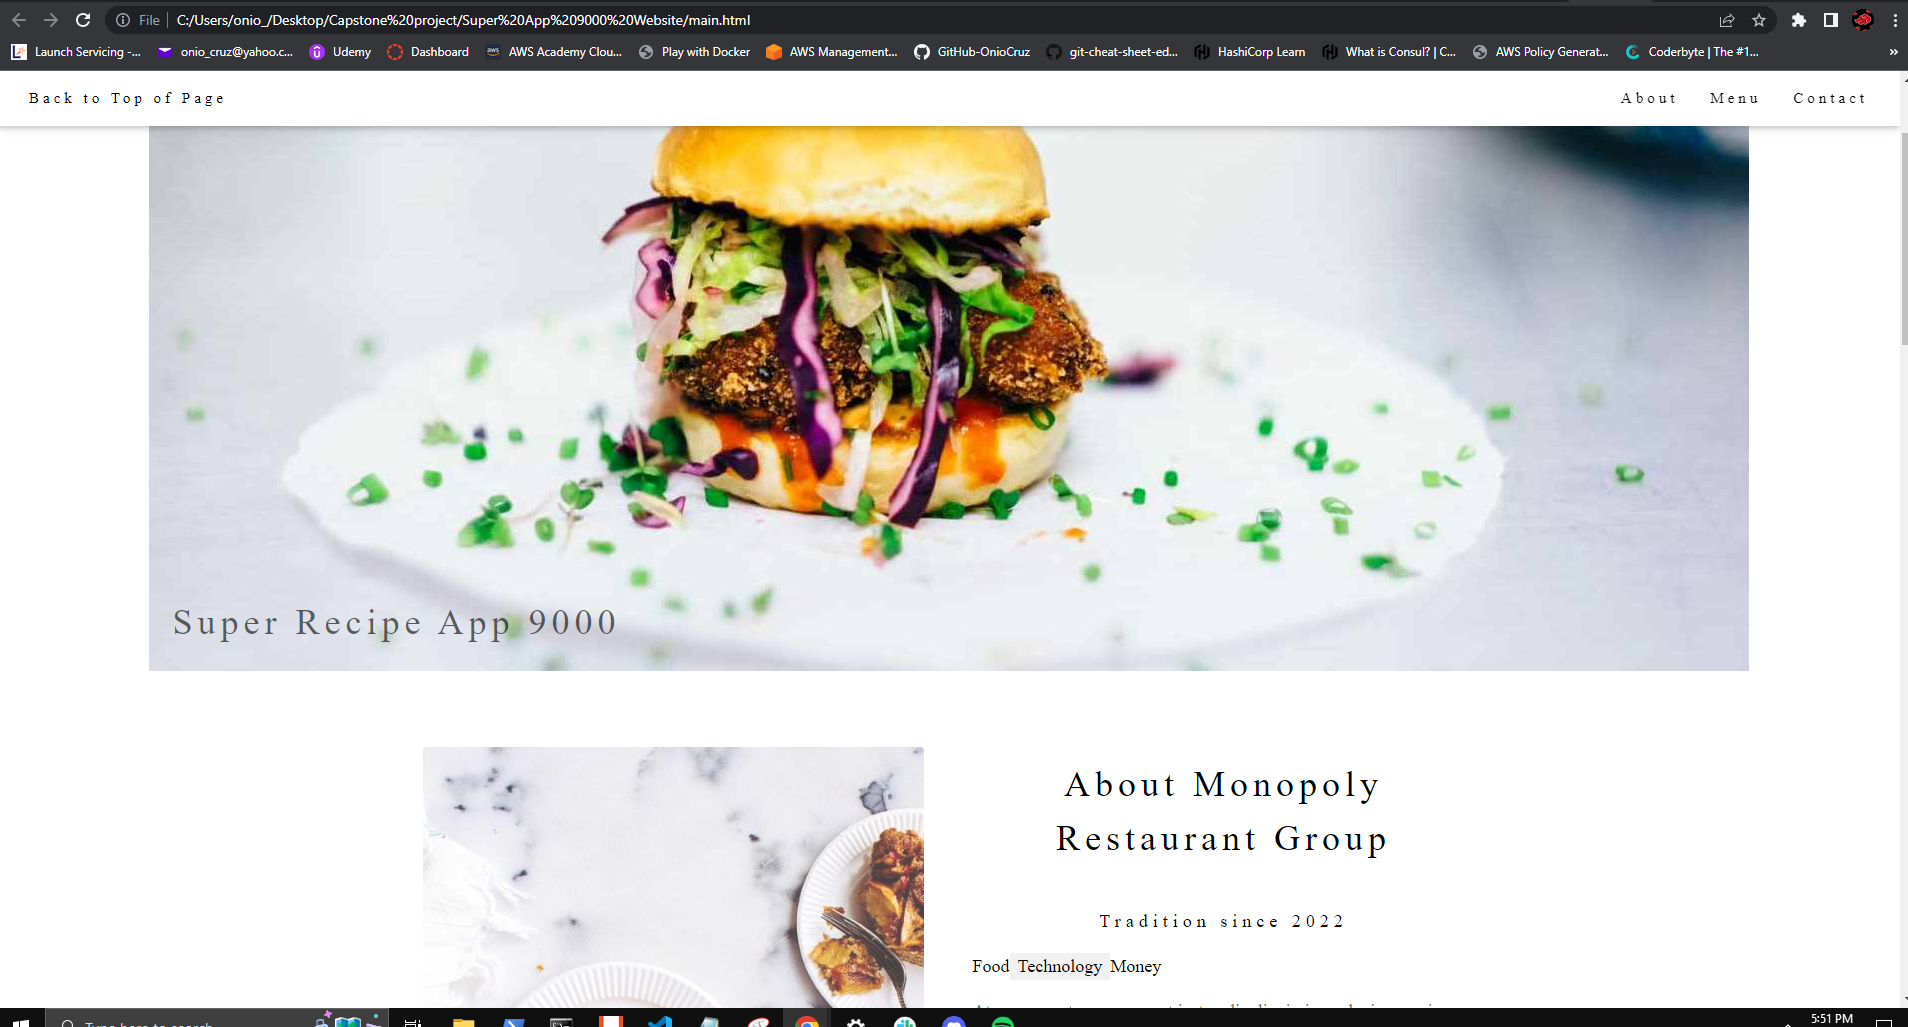 File C:/Users/onio_/Desktop/Capstone%20project/Super%20App%209000%20Website/main.html
Launch Servicing -... onio_cruz@yahoo.c... Udemy Dashboard AWS Academy Clou... Play with Docker AWS Management... GitHub-OnioCruz git-cheat-sheet-ed... HashiCorp Learn What is Consul? | C... AWS Policy Generat... Coderbyte | The #1... »
Back to Top of Page About Menu Contact
Super Recipe App 9000
About Monopoly
Restaurant Group
Tradition since 2022
Food Technology Money
Type here to search
5:51 PM